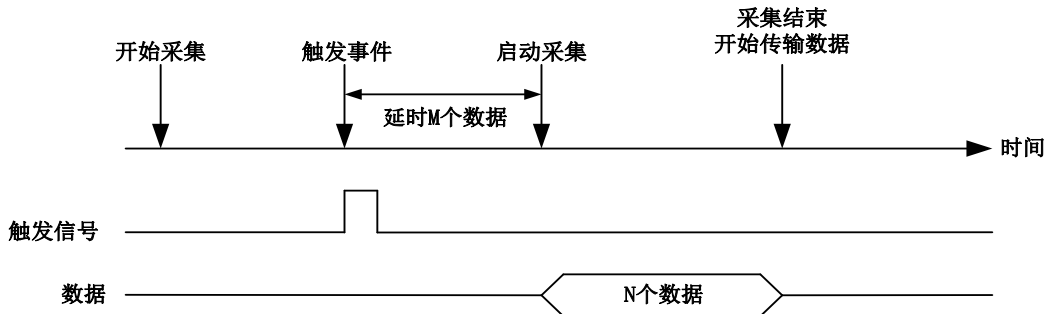 采集结束
开始传输数据
开始采集
触发事件
启动采集
延时M个数据
时间
触发信号
数据
N个数据